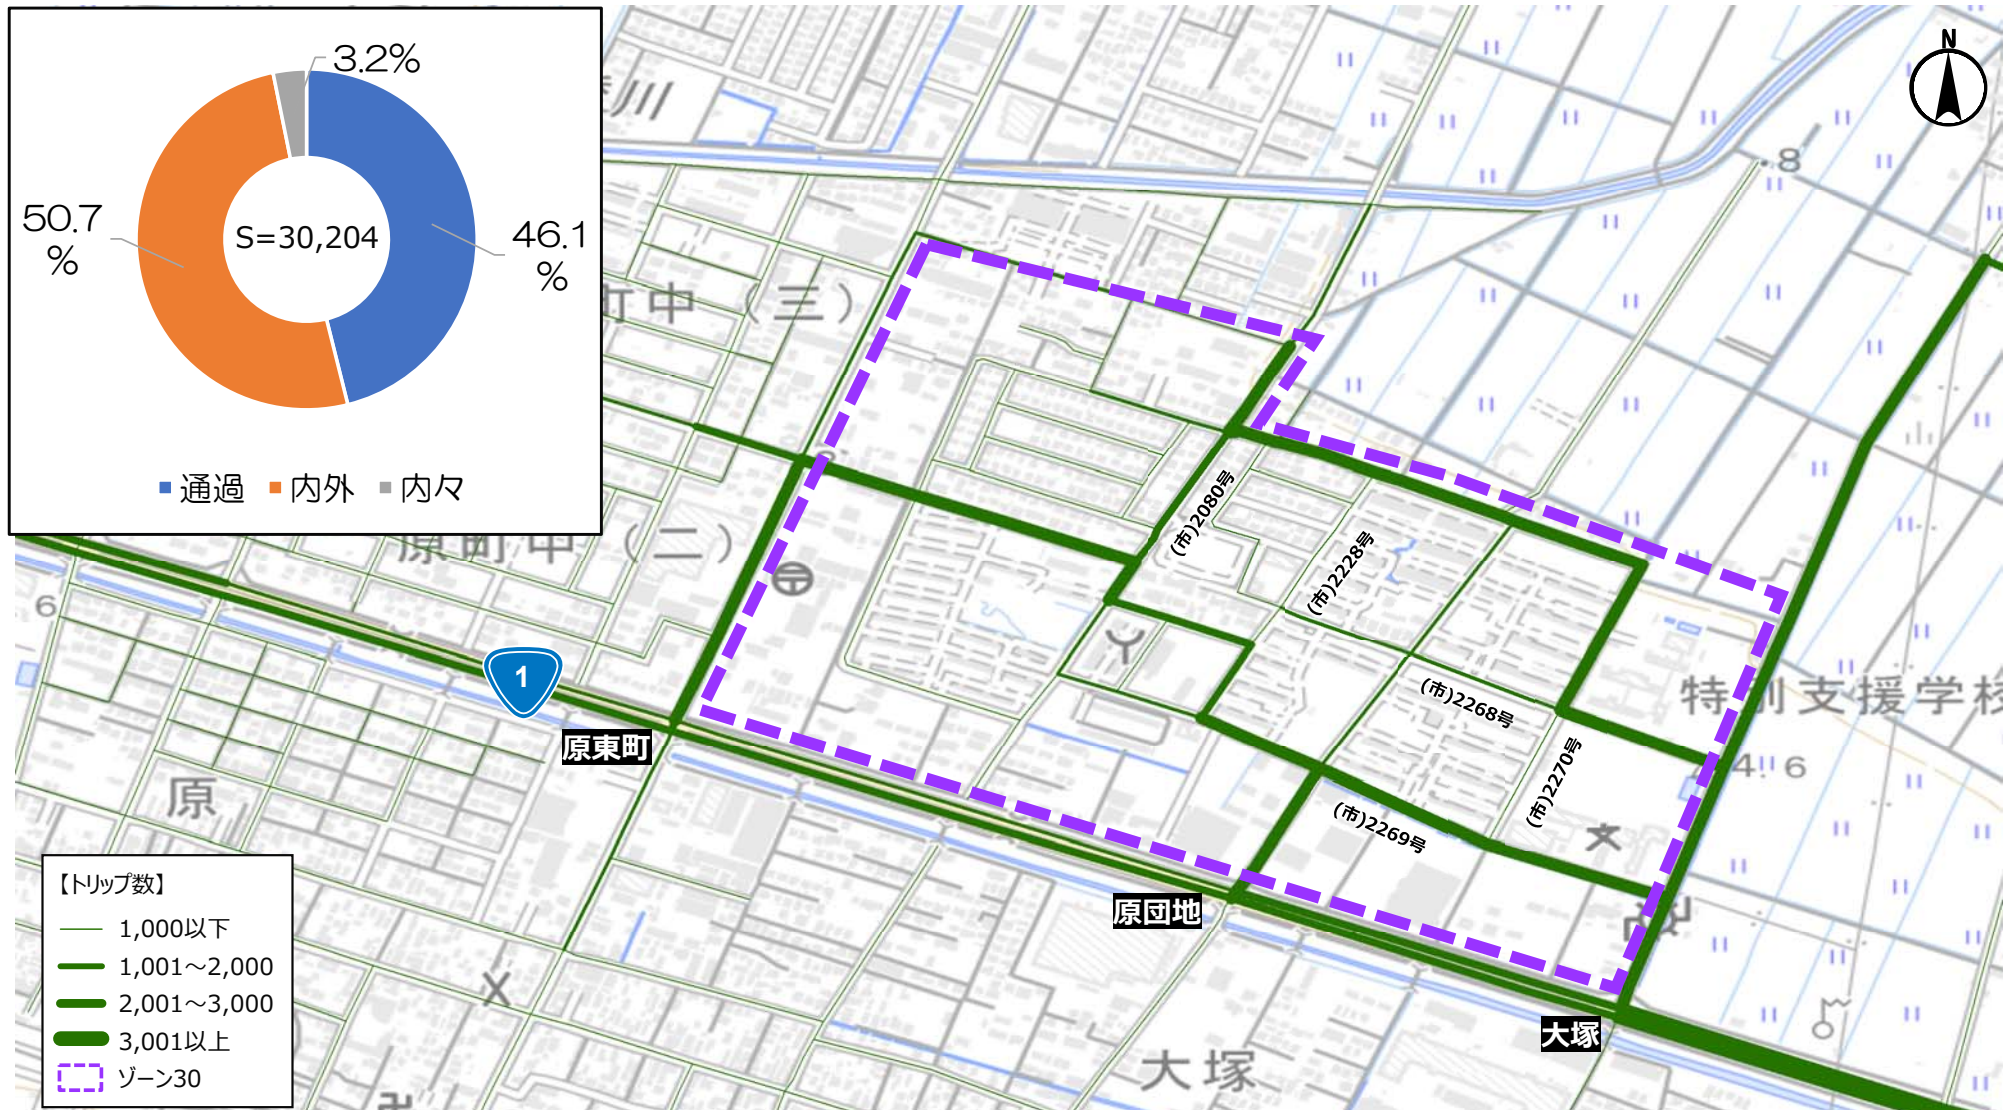 3.2%
50.7
%
S=30,204
46.1
%
■通過 ■内外 ■内々
N
川
8
町中(三)
原町中(二)
(市)2080号
(市)2228号
6
1
原東町
(市)2268号
特別支援学校
(市)2270号
4.6
原
(市)2269号
文
原団地
【トリップ数】
1,000以下
1,001~2,000
2,001~3,000
3,001以上
ゾーン30
大塚
大塚